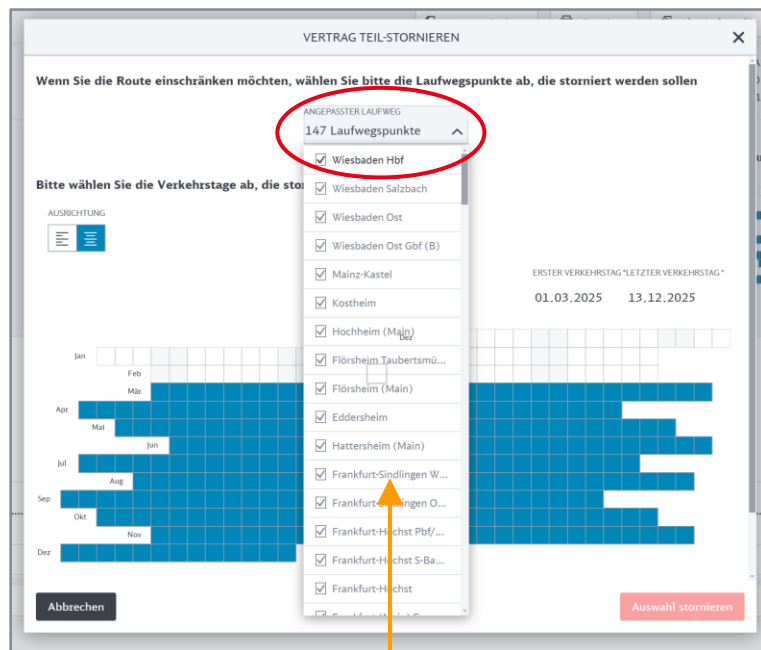 VERTRAG TEIL-STORNIEREN
Wenn Sie die Route einschränken möchten, wählen Sie bitte die Laufwegspunkte ab, die storniert werden sollen
ANGEPASSTER LAUFWEG
147 Laufwegspunkte
Wiesbaden Hbf
Wiesbaden Salzbach
Wiesbaden Ost
Wiesbaden Ost Gbf (B)
Mainz-Kastel
Kostheim
Hochheim (Main)
Flörsheim Taubertsmü...
Flörsheim (Main)
Eddersheim
Hattersheim (Main)
Frankfurt-Sindlingen W...
Frankfurt-Sindlingen O...
Frankfurt-Höchst Pbf/...
Frankfurt-Höchst S-Ba...
Frankfurt-Höchst
Bitte wählen Sie die Verkehrstage ab, die
AUSRICHTUNG
ERSTER VERKEHRSTAG* LETZTER VERKEHRSTAG*
01.03.2025 13.12.2025
Dez
Jan
Feb
Mär
Apr
Mai
Jun
Jul
Aug
Sep
Okt
Nov
Dez
Abbrechen
Auswahl stornieren